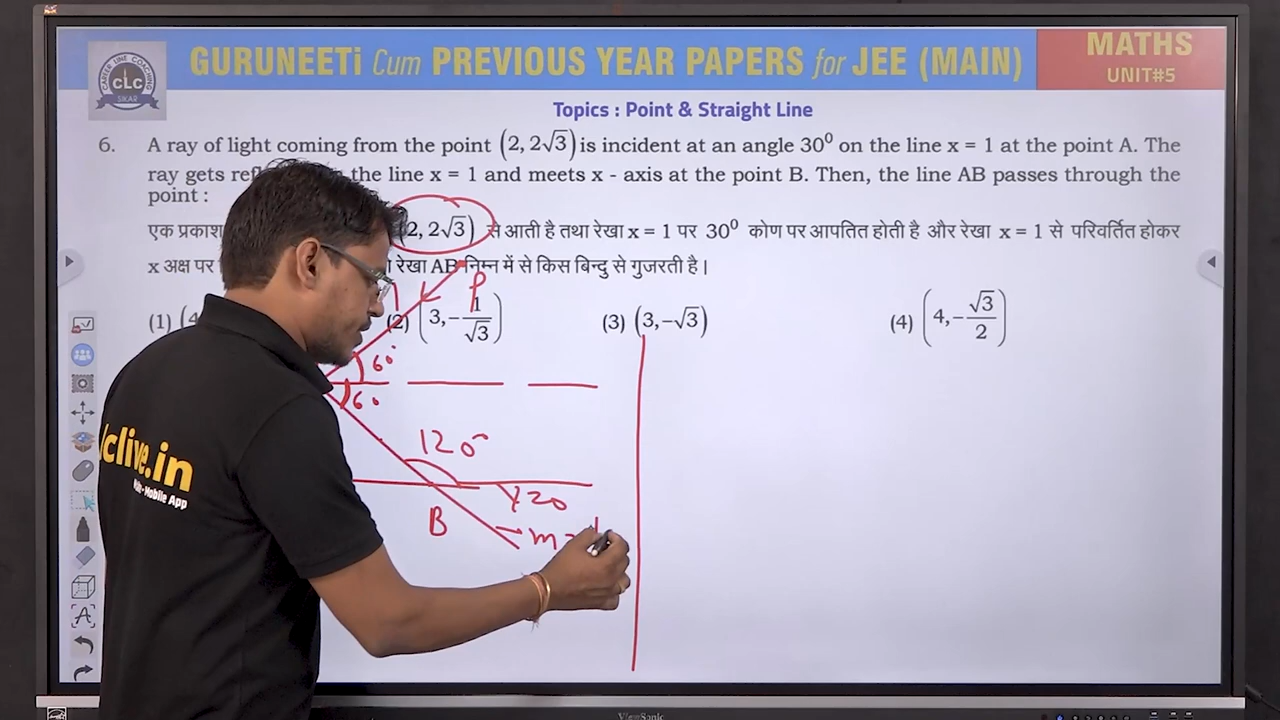 GURUNEETi Cum PREVIOUS YEAR PAPERS for JEE (MAIN)
MATHS
UNIT#5
CAREER LINE COACHING
CLC
SIKAR
Topics : Point & Straight Line
6. A ray of light coming from the point (2, 2√3) is incident at an angle 30⁰ on the line x = 1 at the point A. The
ray gets the line x = 1 and meets x - axis at the point B. Then, the line AB passes through the
point :
एक प्रकाश 2, 2√3) से आती है तथा रेखा x = 1 पर 30⁰ कोण पर आपतित होती है और रेखा x = 1 से परिवर्तित होकर
x अक्ष पर रेखा AB निम्न में से किस बिन्दु से गुजरती है।
(1) (2) (3, -1/√3) (3) (3, -√3) (4) (4, -√3/2)
P
60°
60
120°
120
B
m =
clive.in
Mobile App
ViewSonic